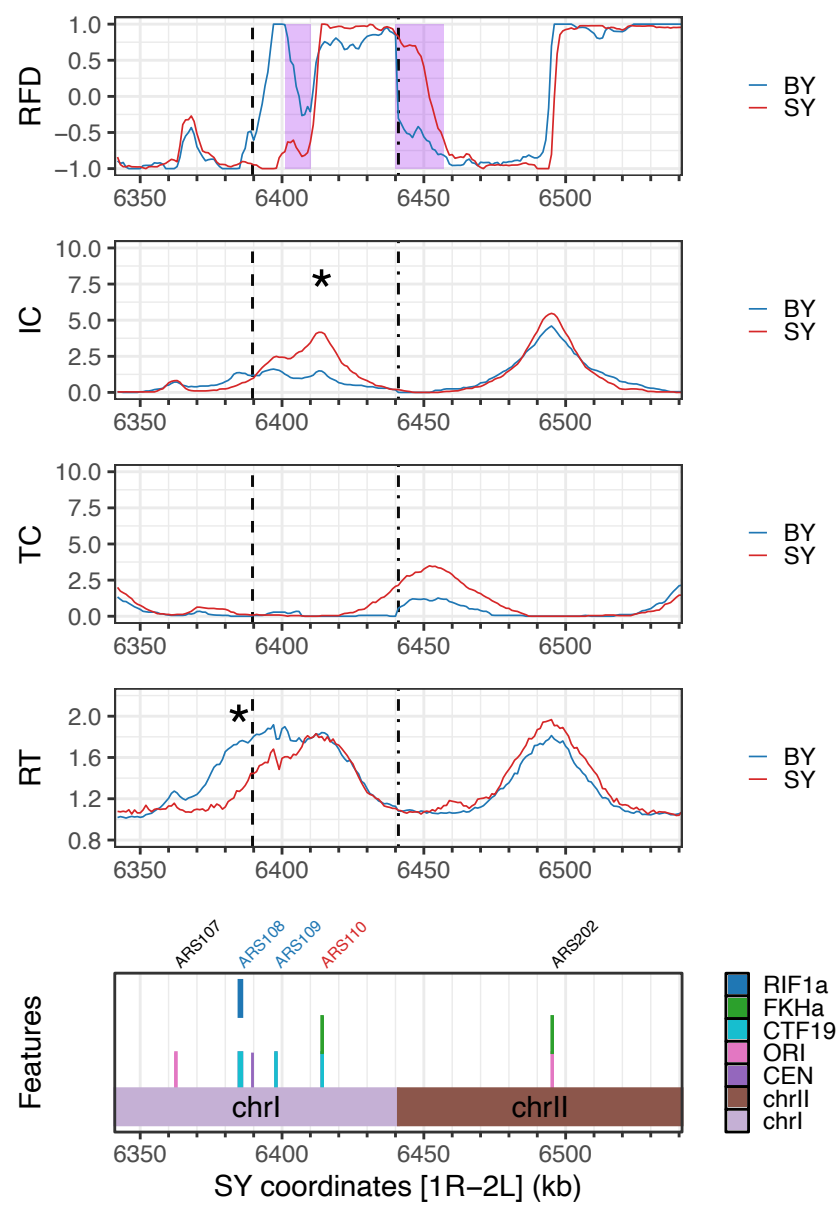 RFD
1.0
0.5
0.0
−0.5
−1.0
6350
6400
6450
6500
BY
SY
IC
10.0
7.5
5.0
2.5
0.0
*
6350
6400
6450
6500
BY
SY
TC
10.0
7.5
5.0
2.5
0.0
6350
6400
6450
6500
BY
SY
RT
2.0
1.6
1.2
0.8
*
6350
6400
6450
6500
BY
SY
ARS107
ARS108
ARS109
ARS110
ARS202
Features
chrI
chrII
6350
6400
6450
6500
SY coordinates [1R−2L] (kb)
RIF1a
FKHa
CTF19
ORI
CEN
chrII
chrI